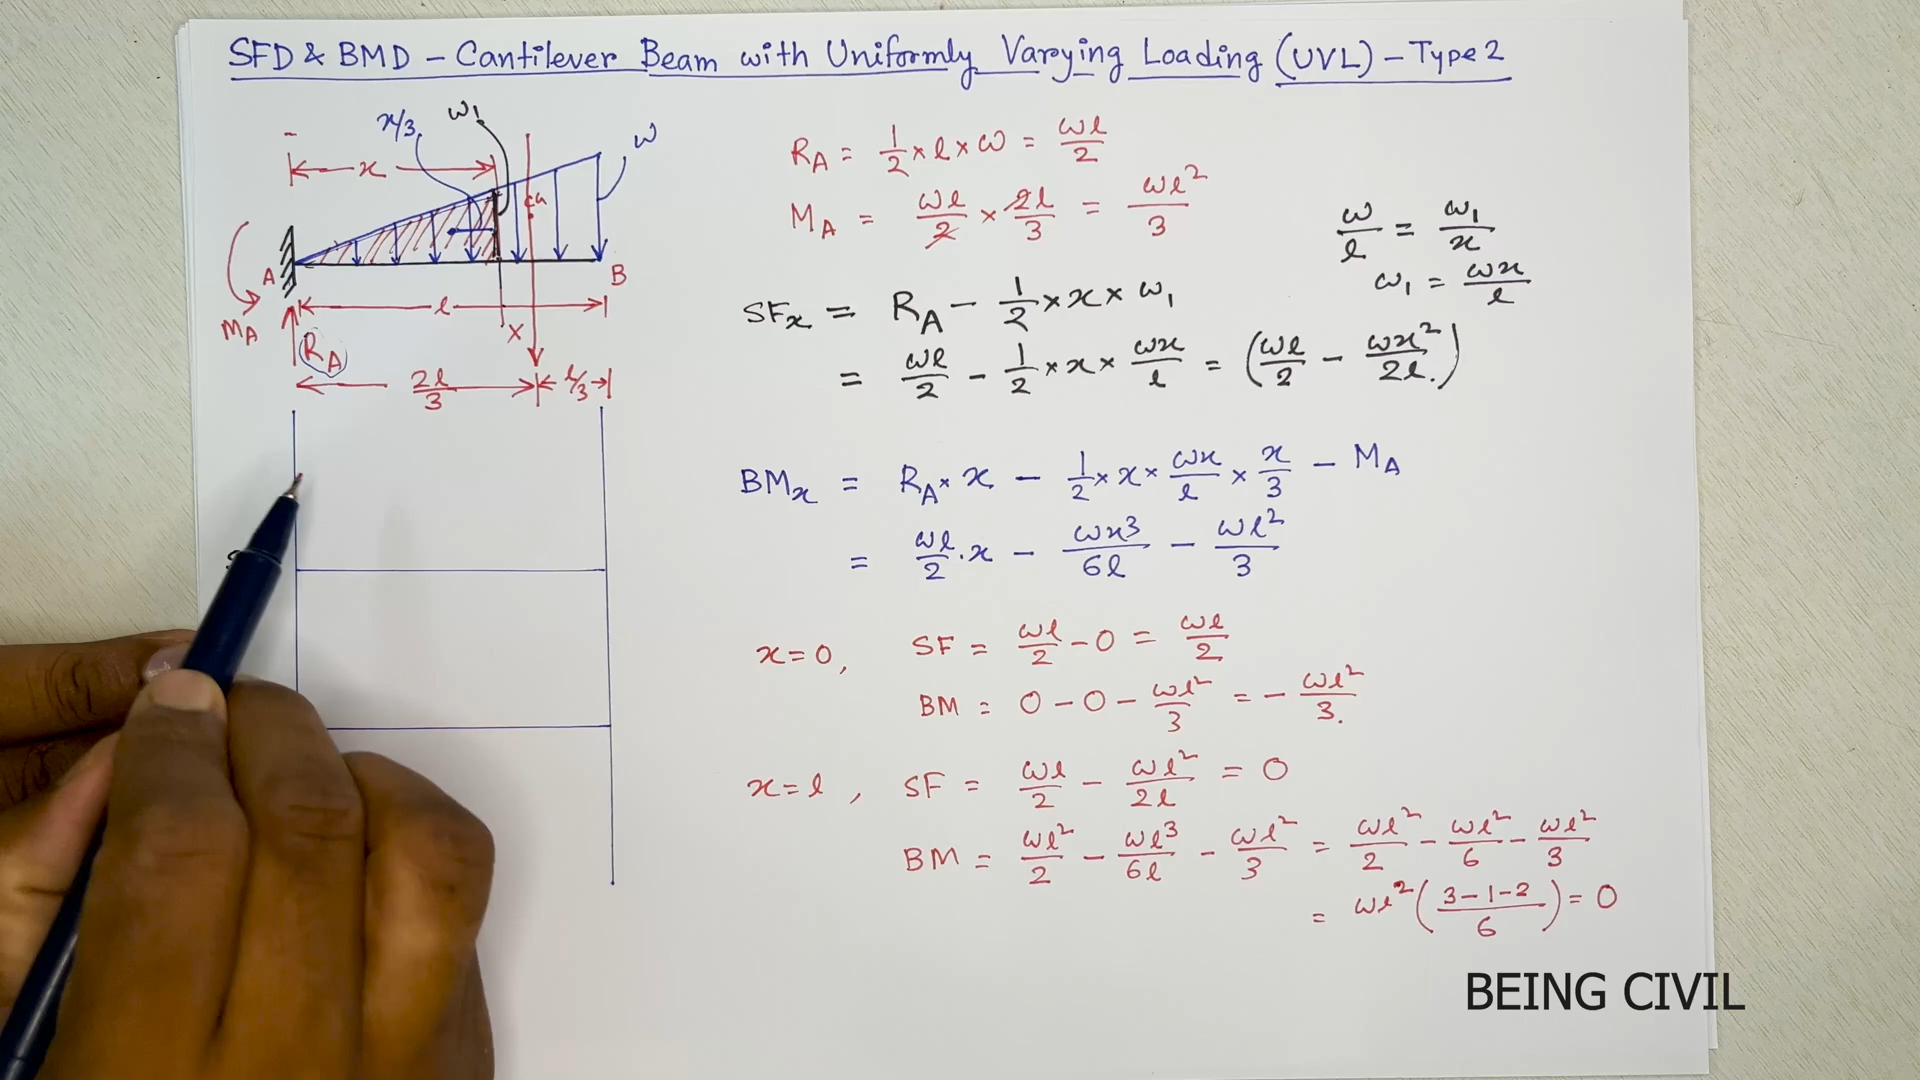 SFD & BMD - Cantilever Beam with Uniformly Varying Loading (UVL) - Type 2
x/3
w1
w
x
G
A
B
l
MA
RA
X
2l/3
l/3
RA = 1/2 × l × w = wl/2
MA = wl/2 × 2l/3 = wl²/3
w/l = w1/x
w1 = wx/l
SFx = RA - 1/2 × x × w1
= wl/2 - 1/2 × x × wx/l = (wl/2 - wx²/2l)
BMx = RA × x - 1/2 × x × wx/l × x/3 - MA
= wl/2 . x - wx³/6l - wl²/3
x=0, SF = wl/2 - 0 = wl/2
BM = 0 - 0 - wl²/3 = - wl²/3.
x=l, SF = wl/2 - wl²/2l = 0
BM = wl²/2 - wl³/6l - wl²/3 = wl²/2 - wl²/6 - wl²/3
= wl² (3-1-2/6) = 0
BEING CIVIL